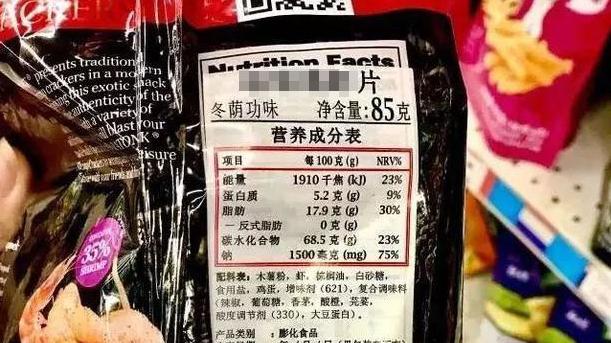 presents traditional
crackers in a modern
this exotic snack
authenticity of the
a variety of
blast your
Nutrition Facts
片
冬荫功味 净含量:85克
营养成分表
项目 每100克(g) NRV%
能量 1910千焦(kJ) 23%
蛋白质 5.2克(g) 9%
脂肪 17.9克(g) 30%
—反式脂肪 0克(g)
碳水化合物 68.5克(g) 23%
钠 1500毫克(mg) 75%
配料表:木薯粉,虾,棕榈油,白砂糖,
食用盐,鸡蛋,增味剂(621),复合调味料
(辣椒,葡萄糖,香茅,酸橙,芫荽,
酸度调节剂(330),大豆蛋白)。
产品类别:膨化食品
35%
SHRIMP